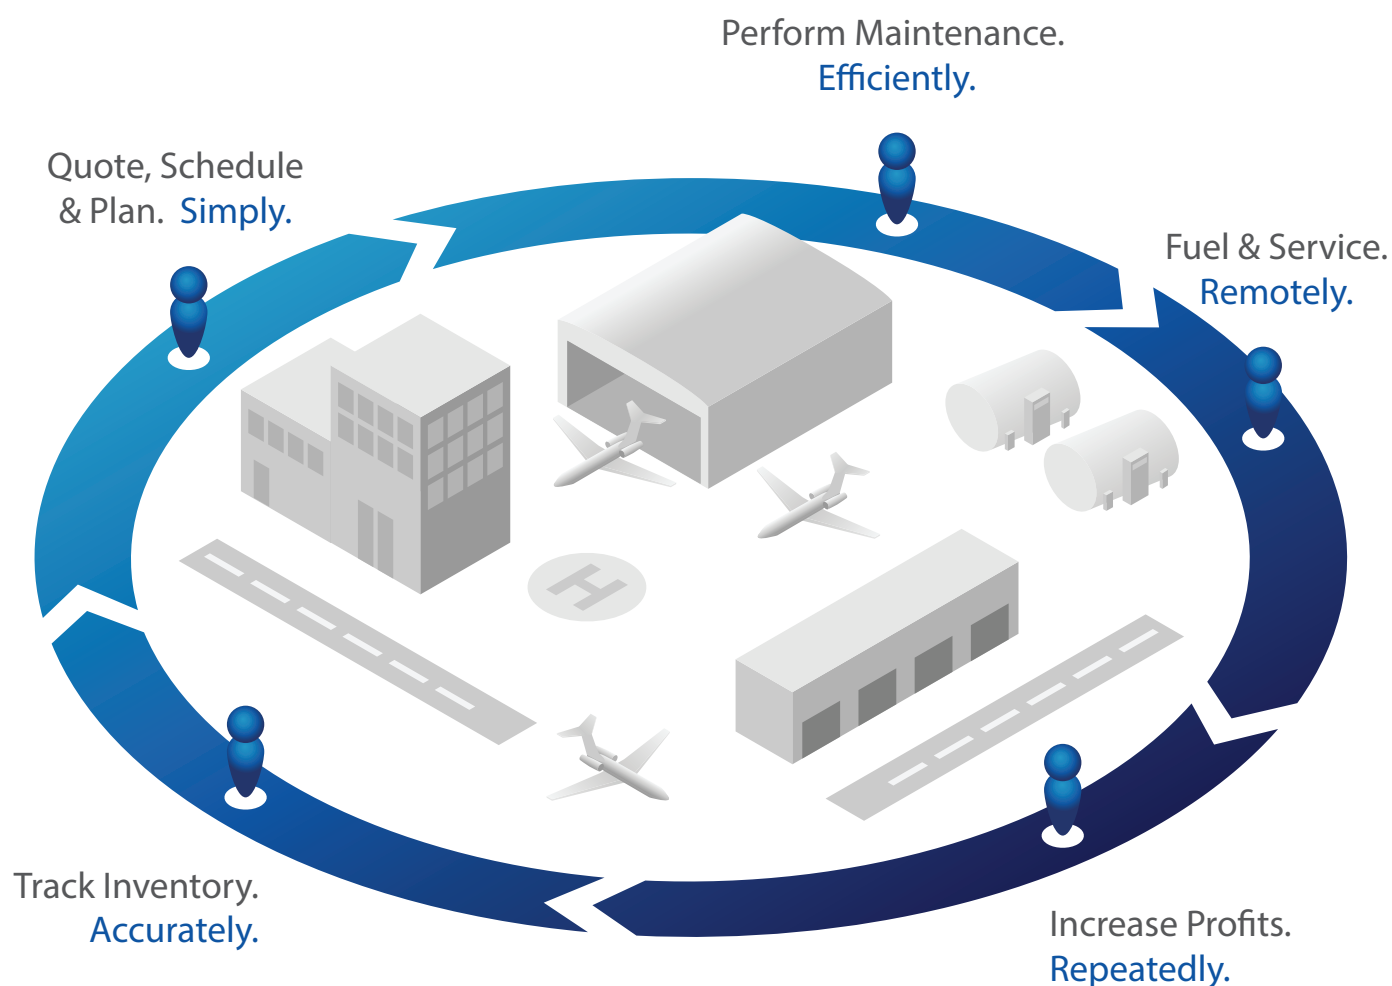 Perform Maintenance.
Efficiently.
Quote, Schedule
& Plan. Simply.
Fuel & Service.
Remotely.
H
Track Inventory.
Accurately.
Increase Profits.
Repeatedly.